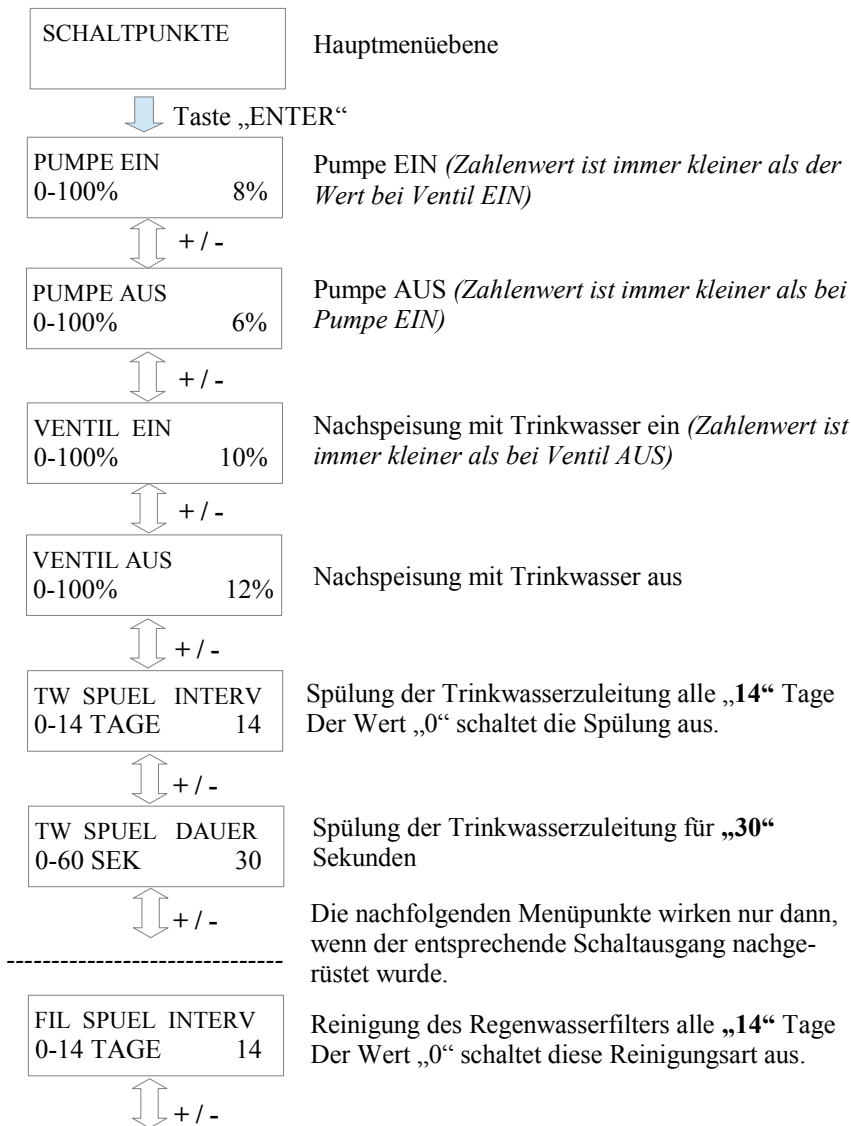 SCHALTPUNKTE
Hauptmenüebene
Taste „ENTER“
PUMPE EIN
0-100% 8%
Pumpe EIN (Zahlenwert ist immer kleiner als der
Wert bei Ventil EIN)
+ / -
PUMPE AUS
0-100% 6%
Pumpe AUS (Zahlenwert ist immer kleiner als bei
Pumpe EIN)
+ / -
VENTIL EIN
0-100% 10%
Nachspeisung mit Trinkwasser ein (Zahlenwert ist
immer kleiner als bei Ventil AUS)
+ / -
VENTIL AUS
0-100% 12%
Nachspeisung mit Trinkwasser aus
+ / -
TW SPUEL INTERV
0-14 TAGE 14
Spülung der Trinkwasserzuleitung alle „14“ Tage
Der Wert „0“ schaltet die Spülung aus.
+ / -
TW SPUEL DAUER
0-60 SEK 30
Spülung der Trinkwasserzuleitung für „30“
Sekunden
+ / -
Die nachfolgenden Menüpunkte wirken nur dann,
wenn der entsprechende Schaltausgang nachge-
rüstet wurde.
-------------------------------
FIL SPUEL INTERV
0-14 TAGE 14
Reinigung des Regenwasserfilters alle „14“ Tage
Der Wert „0“ schaltet diese Reinigungsart aus.
+ / -